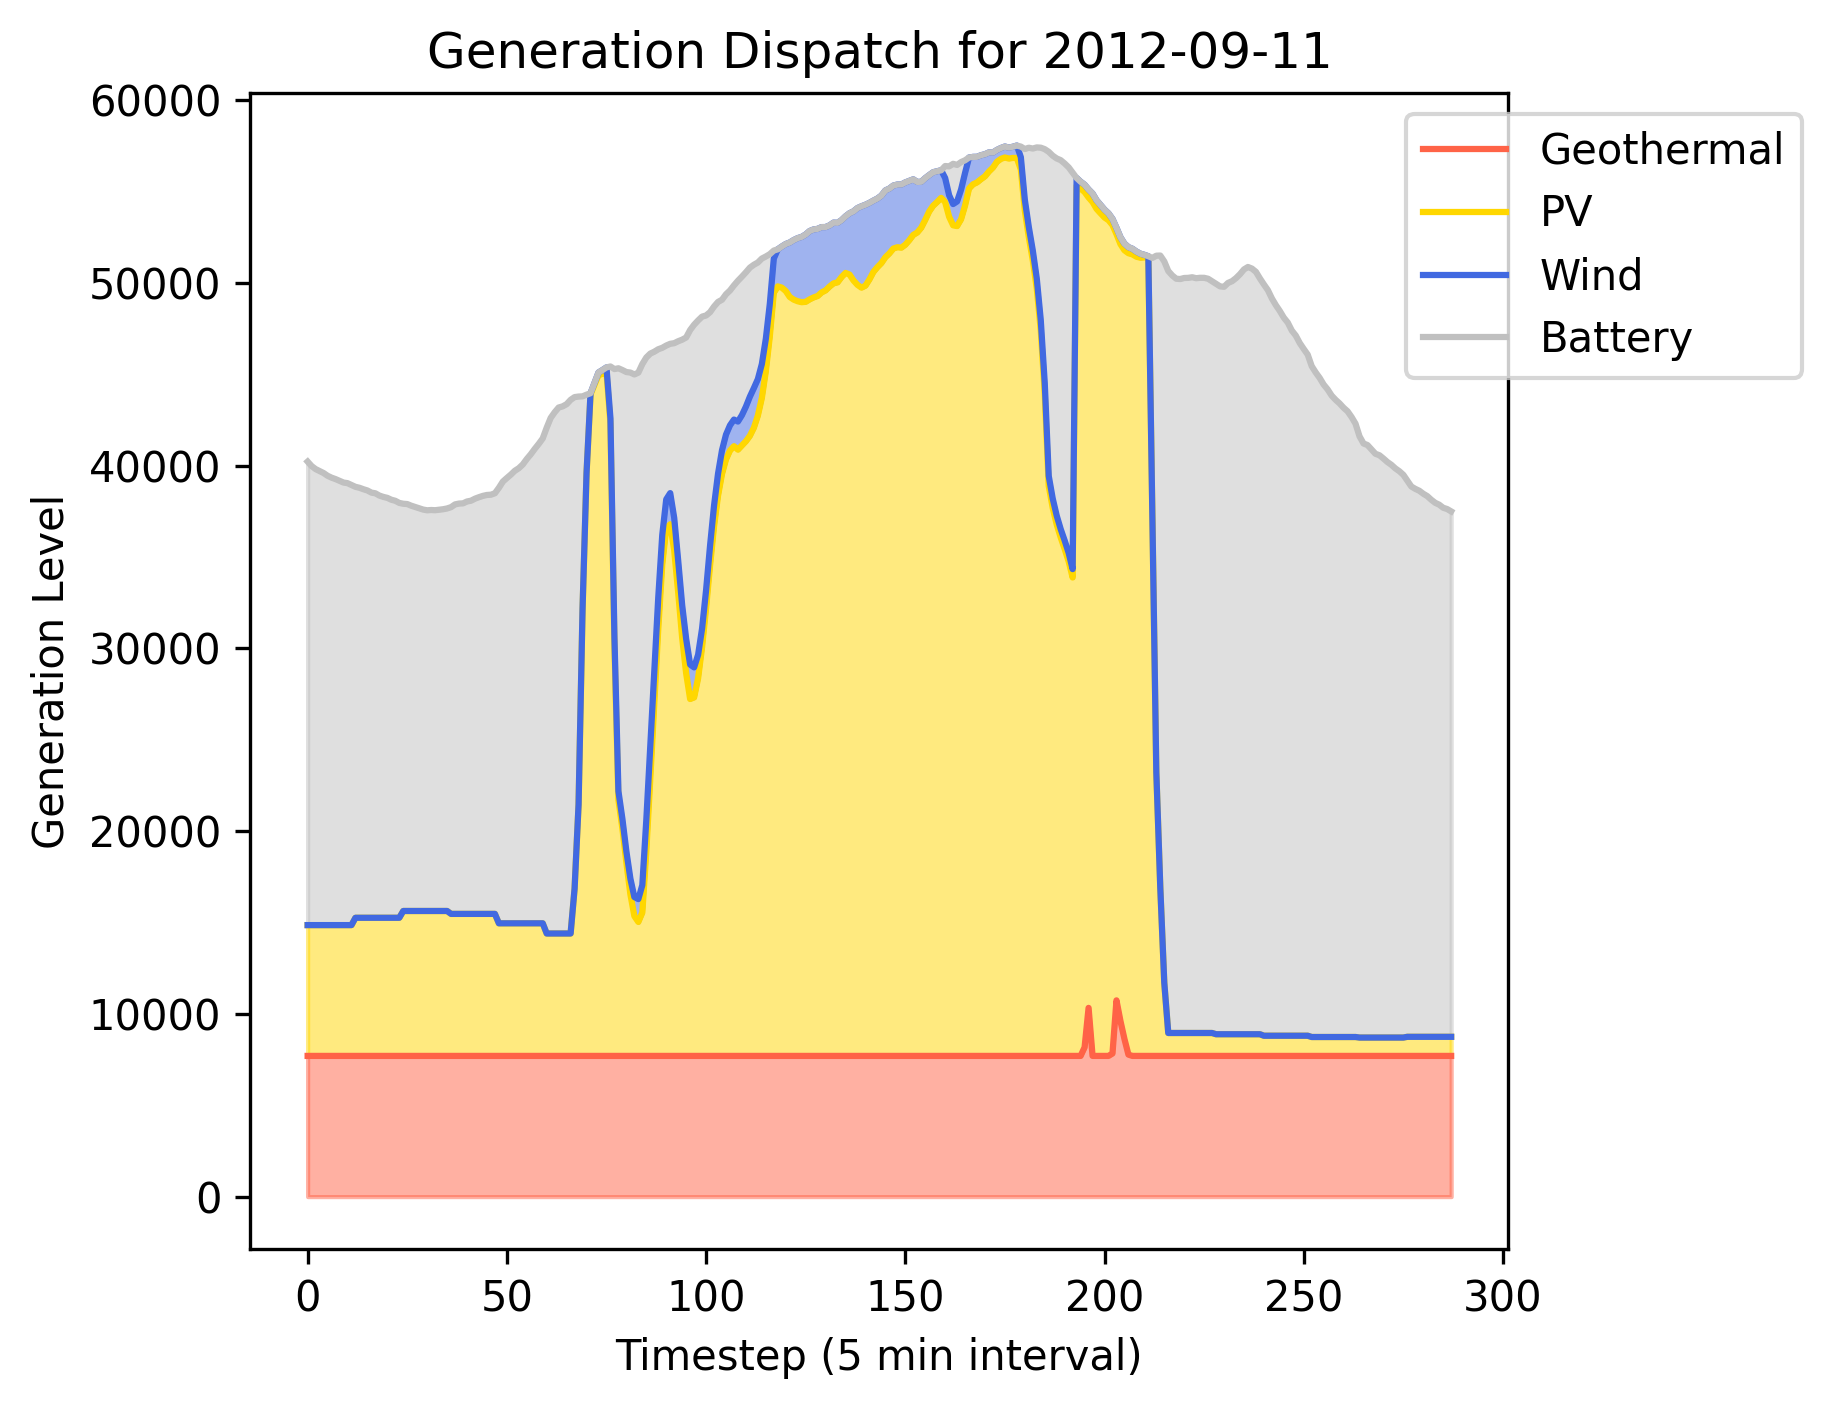 Generation Dispatch for 2012-09-11
60000
50000
40000
30000
20000
10000
0
Generation Level
0 50 100 150 200 250 300
Timestep (5 min interval)
Geothermal
PV
Wind
Battery